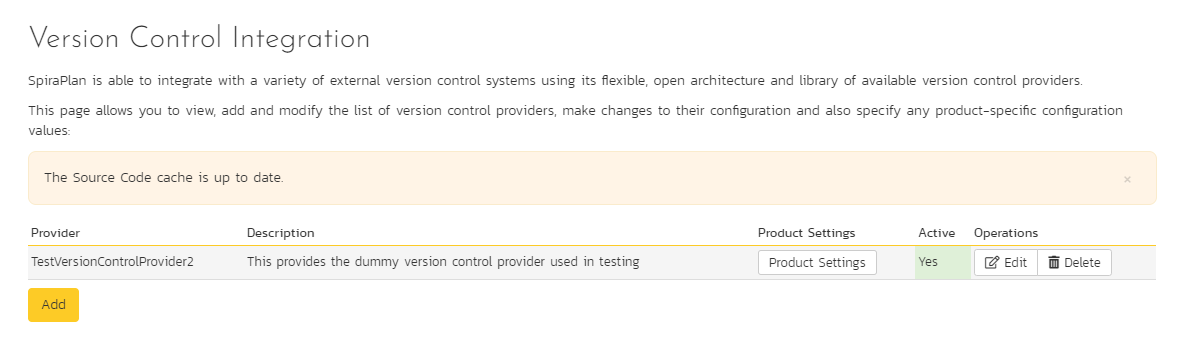 Version Control Integration
SpiraPlan is able to integrate with a variety of external version control systems using its flexible, open architecture and library of available version control providers.
This page allows you to view, add and modify the list of version control providers, make changes to their configuration and also specify any product-specific configuration
values:
The Source Code cache is up to date. ×
Provider Description Product Settings Active Operations
TestVersionControlProvider2 This provides the dummy version control provider used in testing Product Settings Yes Edit Delete
Add